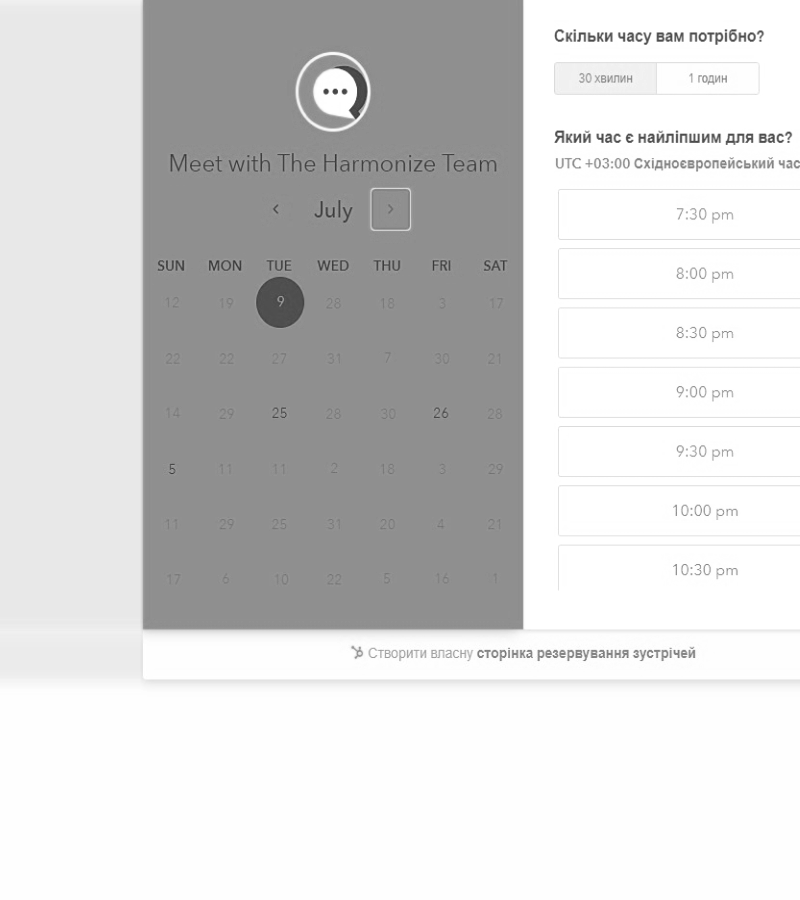 Meet with The Harmonize Team
July
SUN MON TUE WED THU FRI SAT
12 19 9 28 18 3 17
22 22 27 31 7 30 21
14 29 25 28 30 26 28
5 11 11 2 18 3 29
11 29 25 31 20 4 21
17 6 10 22 5 16 1
Скільки часу вам потрібно?
30 хвилин 1 годин
Який час є найліпшим для вас?
UTC +03:00 Східноєвропейський час
7:30 pm
8:00 pm
8:30 pm
9:00 pm
9:30 pm
10:00 pm
10:30 pm
Створити власну сторінка резервування зустрічей